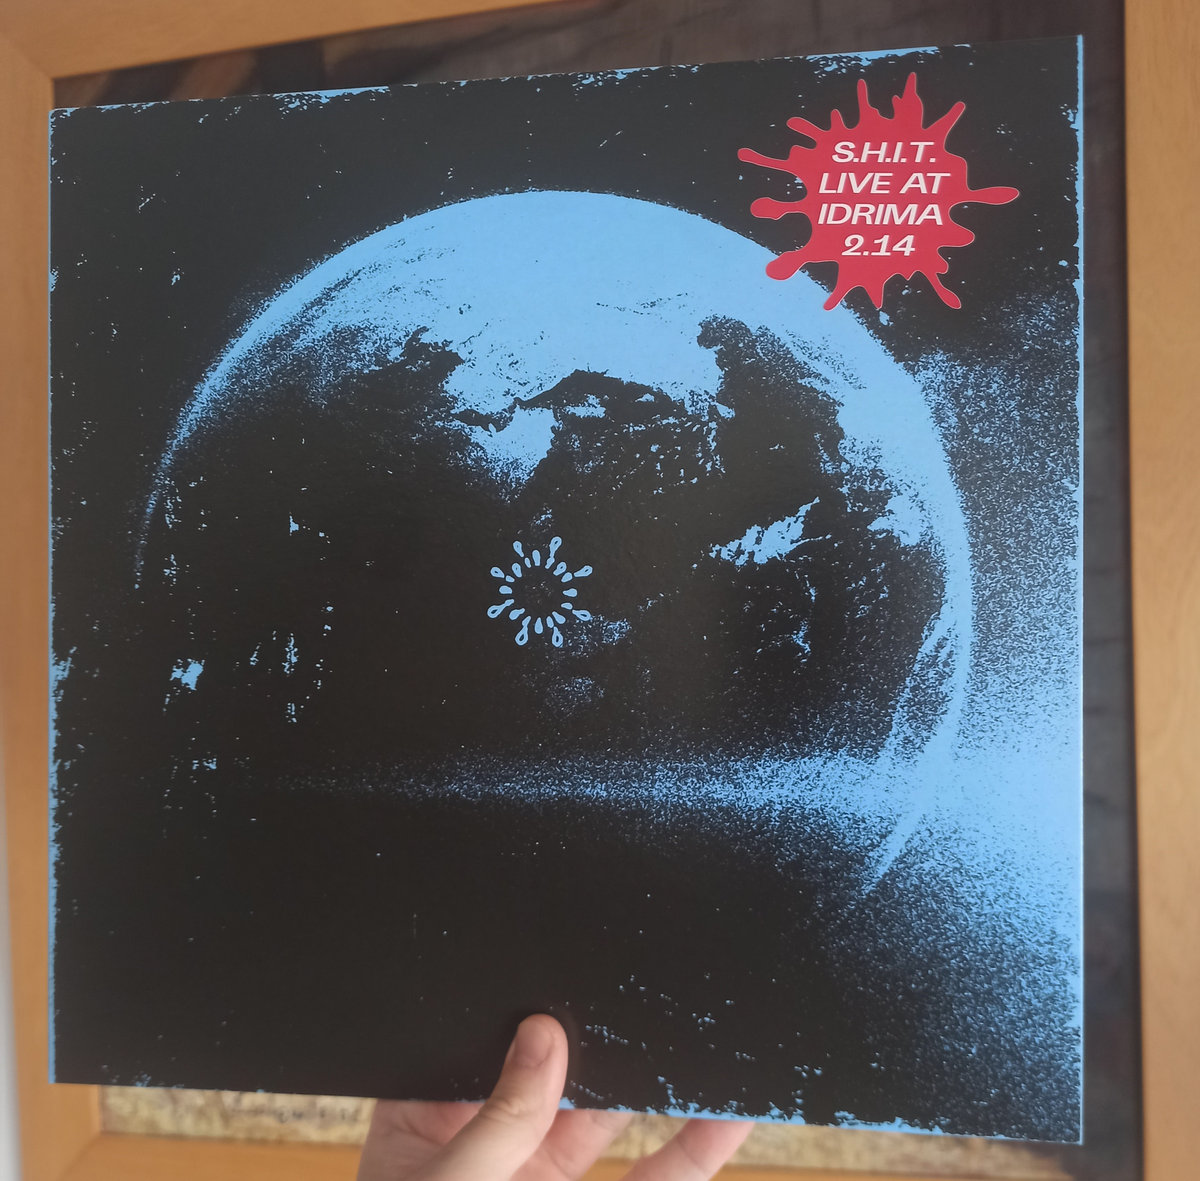 S.H.I.T.
LIVE AT
IDRIMA
2.14